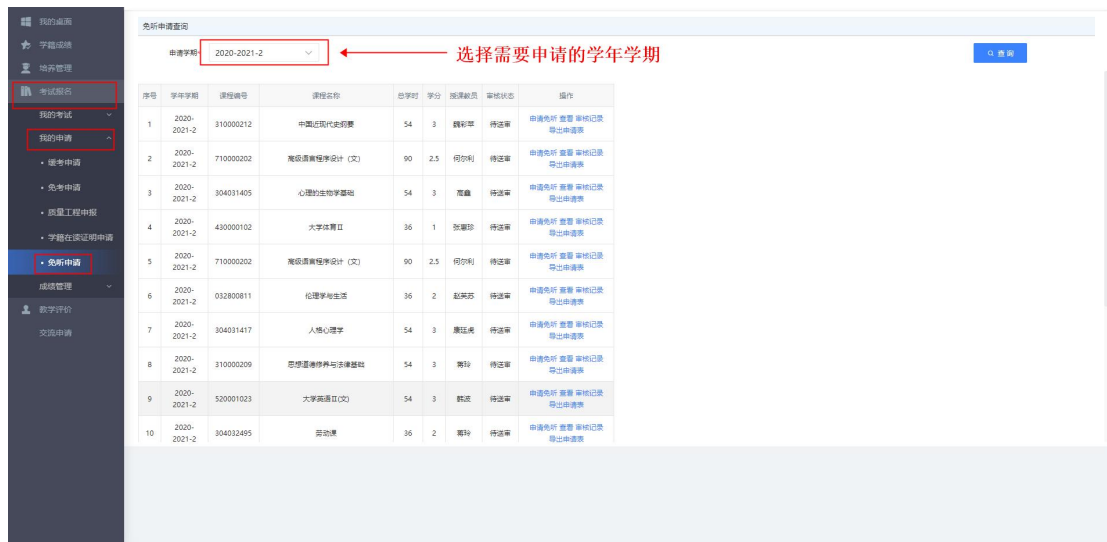 我的桌面
学籍成绩
培养管理
考试报名
我的考试
我的申请
• 缓考申请
• 免考申请
• 质量工程申报
• 学籍在读证明申请
• 免听申请
成绩管理
教学评价
交流申请
免听申请查询
申请学期: 2020-2021-2 选择需要申请的学年学期 查 询
序号 学年学期 课程编号 课程名称 总学时 学分 授课教员 审核状态 操作
1 2020-2021-2 310000212 中国近现代史纲要 54 3 魏彩苹 待送审 申请免听 查看 审核记录 导出申请表
2 2020-2021-2 710000202 高级语言程序设计（文） 90 2.5 何尔利 待送审 申请免听 查看 审核记录 导出申请表
3 2020-2021-2 304031405 心理的生物学基础 54 3 高鑫 待送审 申请免听 查看 审核记录 导出申请表
4 2020-2021-2 430000102 大学体育II 36 1 张惠珍 待送审 申请免听 查看 审核记录 导出申请表
5 2020-2021-2 710000202 高级语言程序设计（文） 90 2.5 何尔利 待送审 申请免听 查看 审核记录 导出申请表
6 2020-2021-2 032800811 伦理学与生活 36 2 赵英苏 待送审 申请免听 查看 审核记录 导出申请表
7 2020-2021-2 304031417 人格心理学 54 3 康廷虎 待送审 申请免听 查看 审核记录 导出申请表
8 2020-2021-2 310000209 思想道德修养与法律基础 54 3 蒋玲 待送审 申请免听 查看 审核记录 导出申请表
9 2020-2021-2 520001023 大学英语II(文) 54 3 韩波 待送审 申请免听 查看 审核记录 导出申请表
10 2020-2021-2 304032495 劳动课 36 2 蒋玲 待送审 申请免听 查看 审核记录 导出申请表